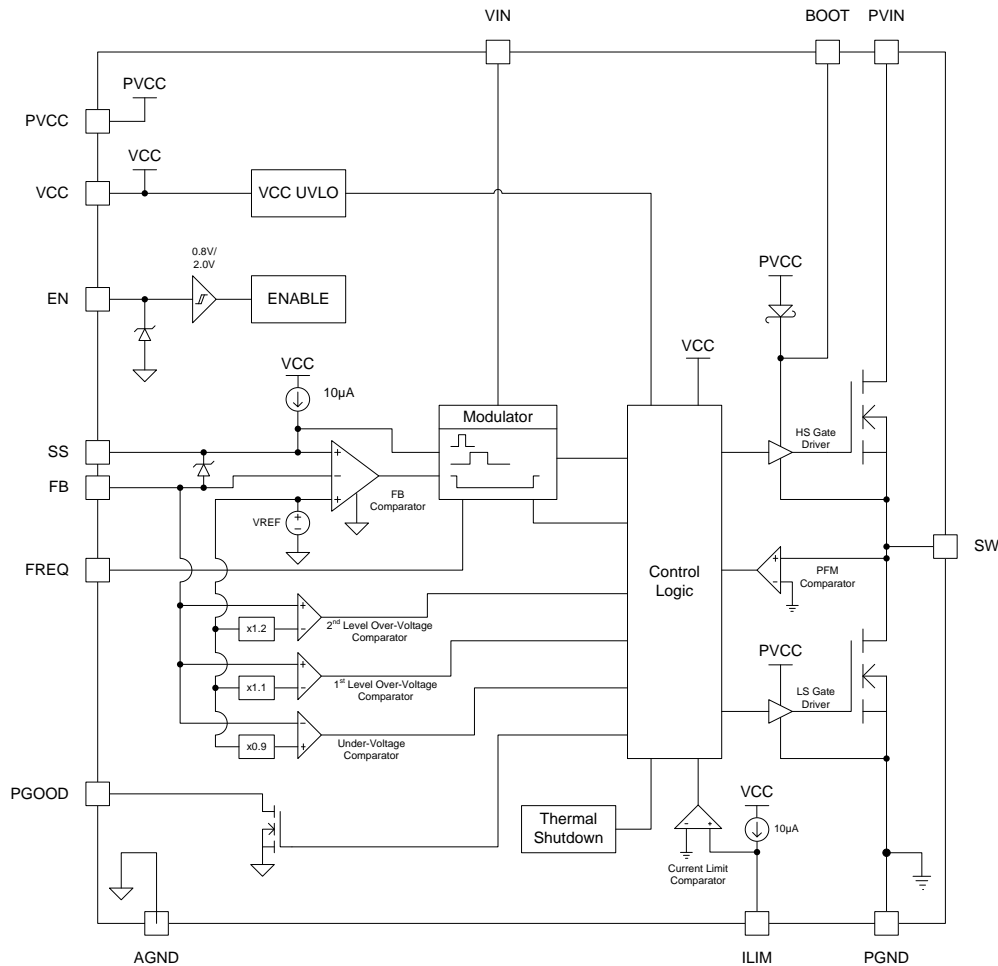 VIN
BOOT
PVIN
PVCC
PVCC
VCC
VCC
VCC UVLO
0.8V/
2.0V
EN
ENABLE
PVCC
VCC
VCC
10µA
Modulator
SS
FB
+
−
+
FB
Comparator
HS Gate
Driver
VREF
+
−
SW
FREQ
Control
Logic
+
-
PFM
Comparator
+
-
x1.2
2nd Level Over-Voltage
Comparator
+
-
x1.1
1st Level Over-Voltage
Comparator
PVCC
LS Gate
Driver
-
+
x0.9
Under-Voltage
Comparator
PGOOD
Thermal
Shutdown
VCC
10µA
-
+
Current Limit
Comparator
AGND
ILIM
PGND